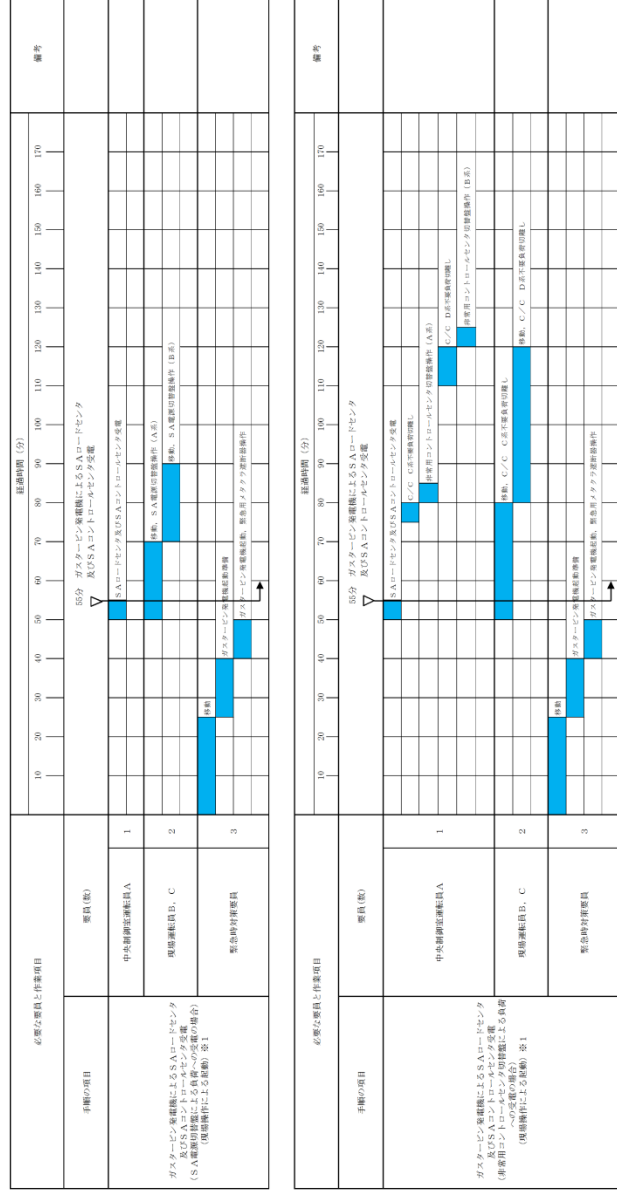 必要な要員と作業項目
経過時間（分）
備考
10 20 30 40 50 60 70 80 90 100 110 120 130 140 150 160 170
手順の項目
要員(数)
55分 ガスタービン発電機によるSAロードセンタ
及びSAコントロールセンタ受電
ガスタービン発電機によるSAロードセンタ
及びSAコントロールセンタ受電
(SA電源切替盤による負荷への受電の場合)
(現場操作による起動) ※1
中央制御室運転員A
1
SAロードセンタ及びSAコントロールセンタ受電
現場運転員B, C
2
移動, SA電源切替盤操作 (A系)
移動, SA電源切替盤操作 (B系)
緊急時対策要員
3
移動
ガスタービン発電機起動準備
ガスタービン発電機起動, 緊急用メタクラ遮断器操作
必要な要員と作業項目
経過時間（分）
備考
10 20 30 40 50 60 70 80 90 100 110 120 130 140 150 160 170
手順の項目
要員(数)
55分 ガスタービン発電機によるSAロードセンタ
及びSAコントロールセンタ受電
ガスタービン発電機によるSAロードセンタ
及びSAコントロールセンタ受電
(非常用コントロールセンタ切替盤による負荷
への受電の場合)
(現場操作による起動) ※1
中央制御室運転員A
1
SAロードセンタ及びSAコントロールセンタ受電
C／C C系不要負荷切離し
非常用コントロールセンタ切替盤操作 (A系)
C／C D系不要負荷切離し
非常用コントロールセンタ切替盤操作 (B系)
現場運転員B, C
2
移動, C／C C系不要負荷切離し
移動, C／C D系不要負荷切離し
緊急時対策要員
3
移動
ガスタービン発電機起動準備
ガスタービン発電機起動, 緊急用メタクラ遮断器操作